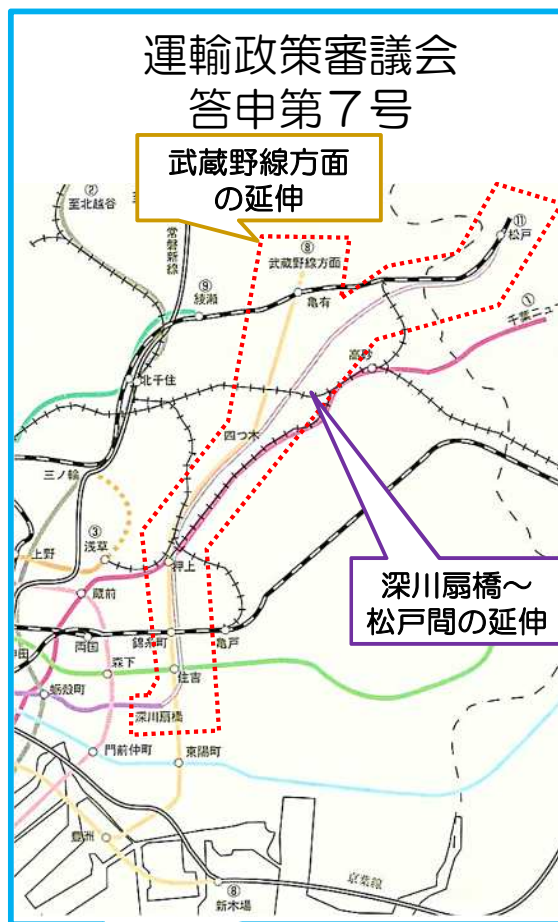 運輸政策審議会
答申第7号
武蔵野線方面
の延伸
②
至北越谷
常磐新線
⑧
武蔵野線方面
⑪
松戸
⑨
綾瀬
亀有
①
千葉ニュ
高砂
北千住
四つ木
三ノ輪
③
浅草
上野
押上
蔵前
深川扇橋～
松戸間の延伸
錦糸町
亀戸
両国
森下
住吉
蛎殻町
深川扇橋
門前仲町
東陽町
豊洲
京葉線
⑧
新木場